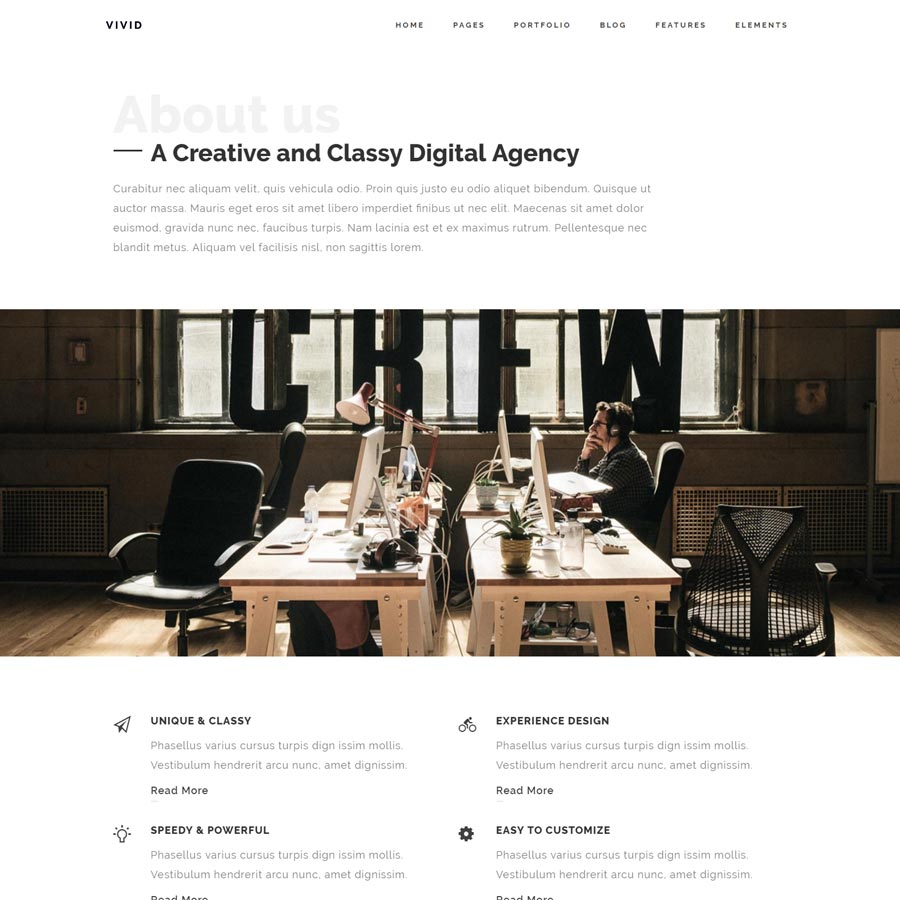 VIVID
HOME PAGES PORTFOLIO BLOG FEATURES ELEMENTS
About us
A Creative and Classy Digital Agency
Curabitur nec aliquam velit, quis vehicula odio. Proin quis justo eu odio aliquet bibendum. Quisque ut
auctor massa. Mauris eget eros sit amet libero imperdiet finibus ut nec elit. Maecenas sit amet dolor
euismod, gravida nunc nec, faucibus turpis. Nam lacinia est et ex maximus rutrum. Pellentesque nec
blandit metus. Aliquam vel facilisis nisl, non sagittis lorem.
CREW
UNIQUE & CLASSY
Phasellus varius cursus turpis dign issim mollis.
Vestibulum hendrerit arcu nunc, amet dignissim.
Read More
EXPERIENCE DESIGN
Phasellus varius cursus turpis dign issim mollis.
Vestibulum hendrerit arcu nunc, amet dignissim.
Read More
SPEEDY & POWERFUL
Phasellus varius cursus turpis dign issim mollis.
Vestibulum hendrerit arcu nunc, amet dignissim.
Read More
EASY TO CUSTOMIZE
Phasellus varius cursus turpis dign issim mollis.
Vestibulum hendrerit arcu nunc, amet dignissim.
Read More